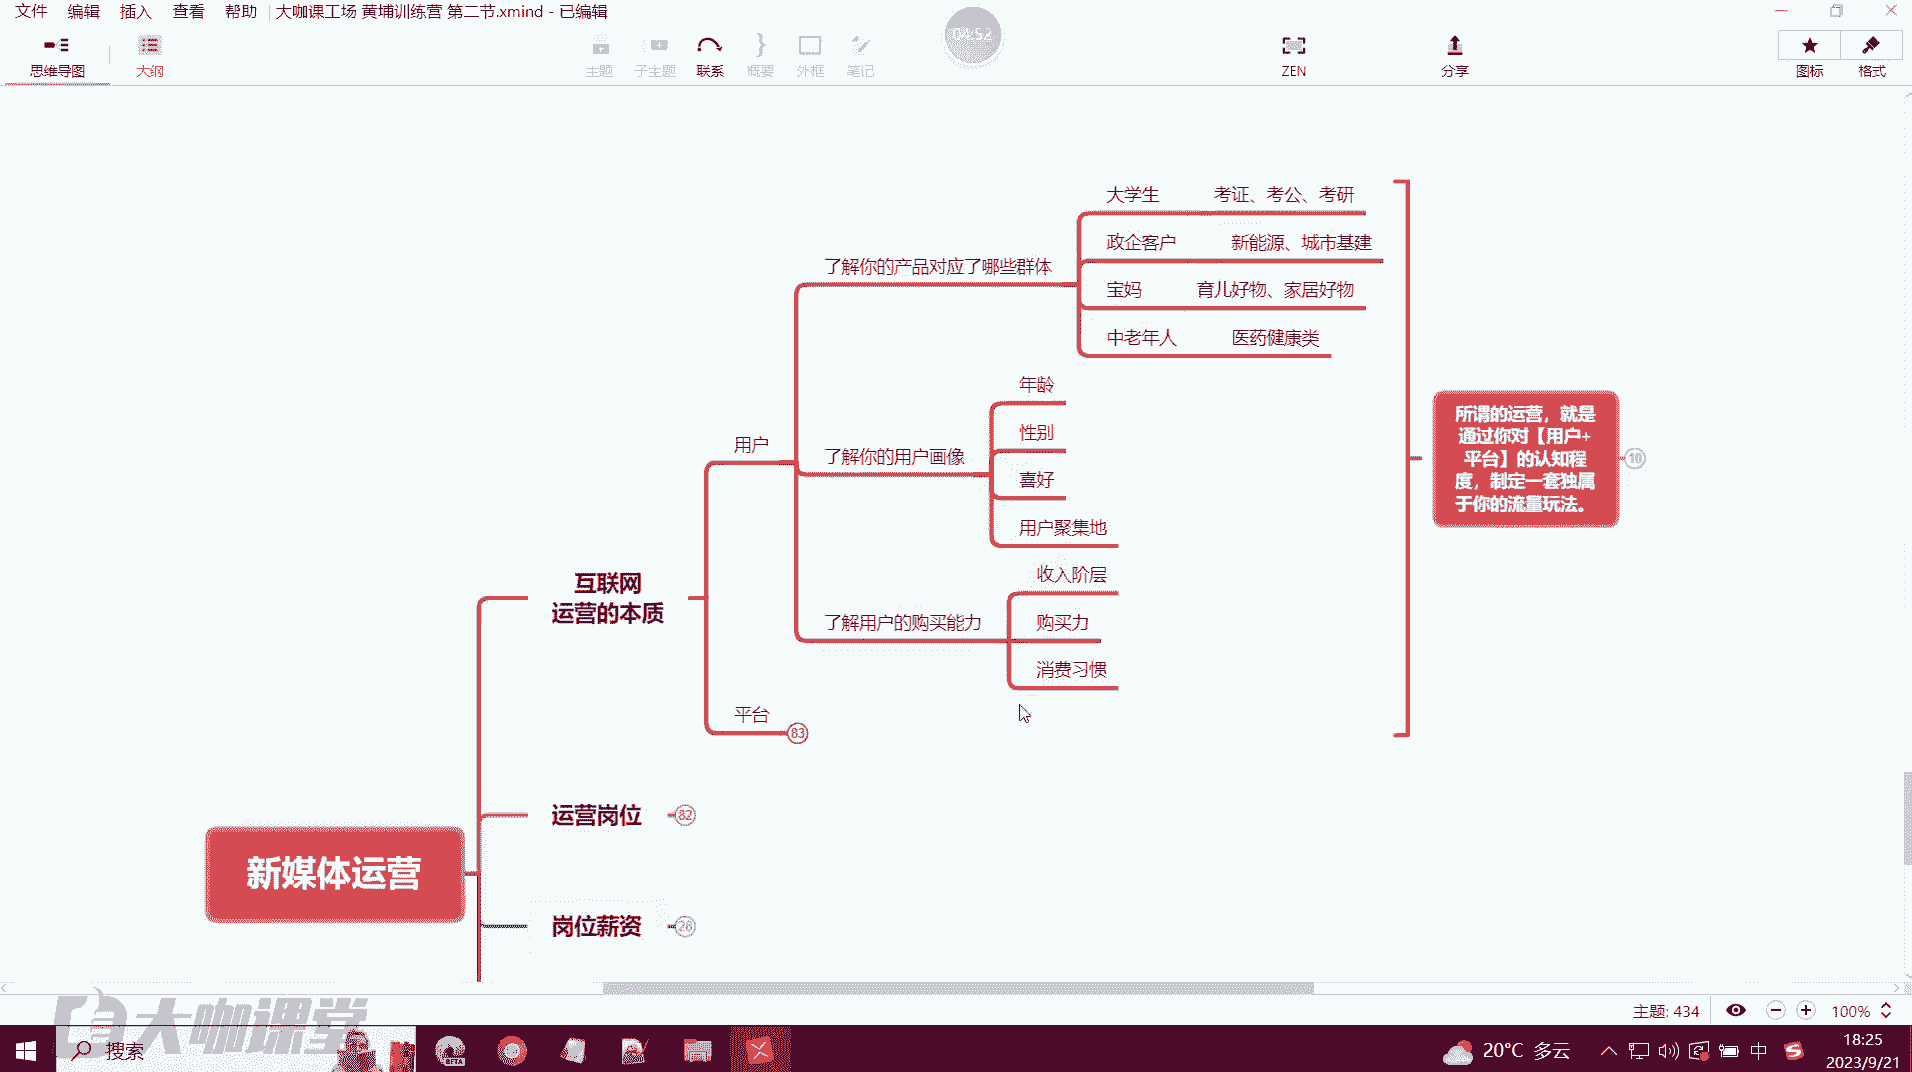 文件 编辑 插入 查看 帮助 大咖课工场 黄埔训练营 第二节.xmind - 已编辑
04:52
思维导图 大纲 主题 子主题 联系 概要 外框 笔记 ZEN 分享 图标 格式
大学生 考证、考公、考研
政企客户 新能源、城市基建
了解你的产品对应了哪些群体
宝妈 育儿好物、家居好物
中老年人 医药健康类
年龄
性别
用户
了解你的用户画像
喜好
用户聚集地
所谓的运营，就是
通过你对【用户+
平台】的认知程
度，制定一套独属
于你的流量玩法。
10
收入阶层
互联网
运营的本质
了解用户的购买能力
购买力
消费习惯
平台 83
运营岗位 82
新媒体运营
岗位薪资 28
主题: 434 100%
大咖课堂
搜索
BETA
20°C 多云
中
18:25
2023/9/21